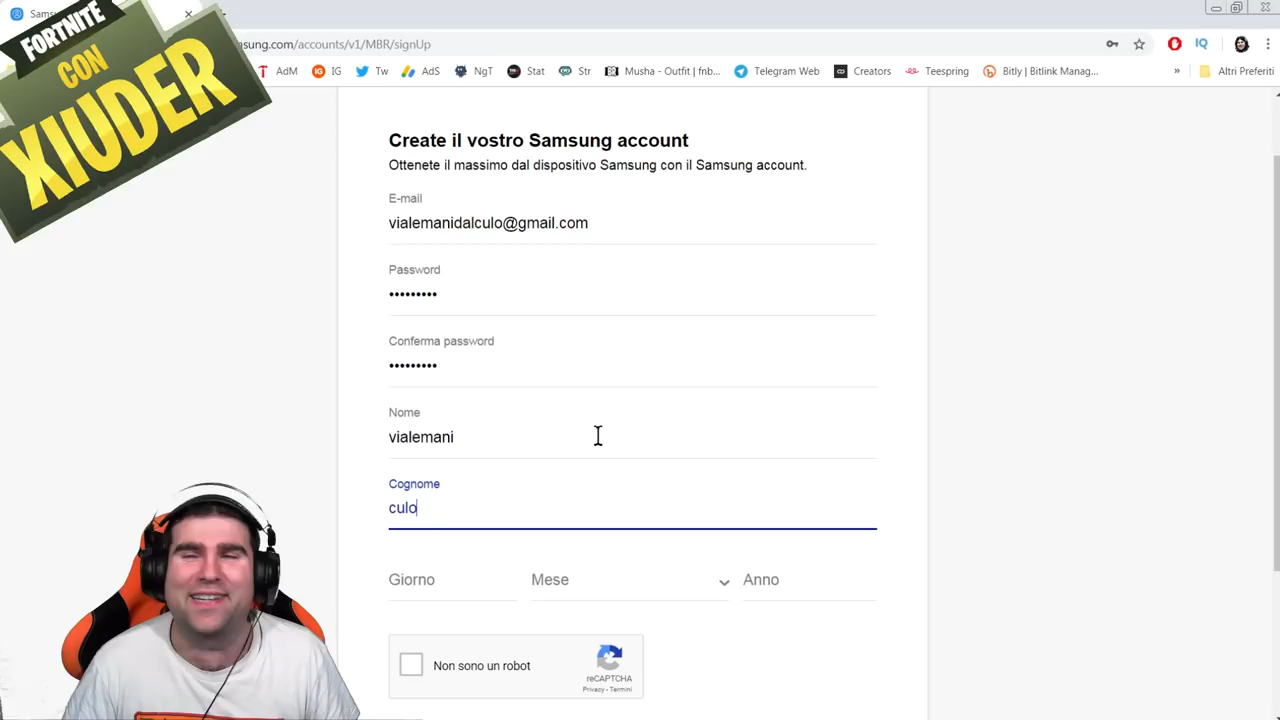 Sams
FORTNITE
CON
XIUDER
sung.com/accounts/v1/MBR/signUp
IQ
AdM IG Tw AdS NgT Stat Str Musha - Outfit | fnb... Telegram Web Creators Teespring Bitly | Bitlink Manag... » Altri Preferiti
Create il vostro Samsung account
Ottenete il massimo dal dispositivo Samsung con il Samsung account.
E-mail
vialemanidalculo@gmail.com
Password
•••••••••
Conferma password
•••••••••
Nome
vialemani
Cognome
culo
Giorno Mese Anno
Non sono un robot
reCAPTCHA
Privacy - Termini